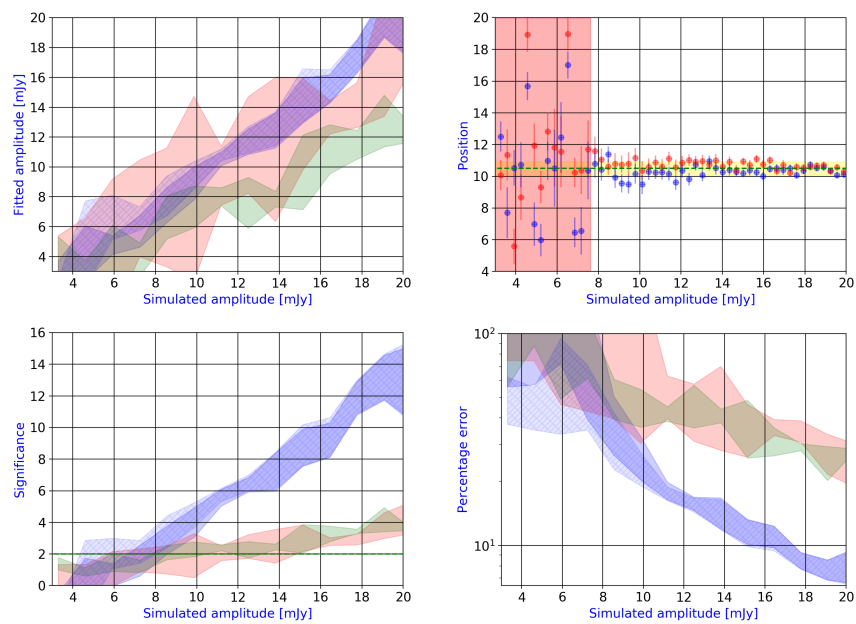 20
18
16
14
12
10
8
6
4
Fitted amplitude [mJy]
4 6 8 10 12 14 16 18 20
Simulated amplitude [mJy]
20
18
16
14
12
10
8
6
4
Position
4 6 8 10 12 14 16 18 20
Simulated amplitude [mJy]
16
14
12
10
8
6
4
2
0
Significance
4 6 8 10 12 14 16 18 20
Simulated amplitude [mJy]
10²
10¹
Percentage error
4 6 8 10 12 14 16 18 20
Simulated amplitude [mJy]